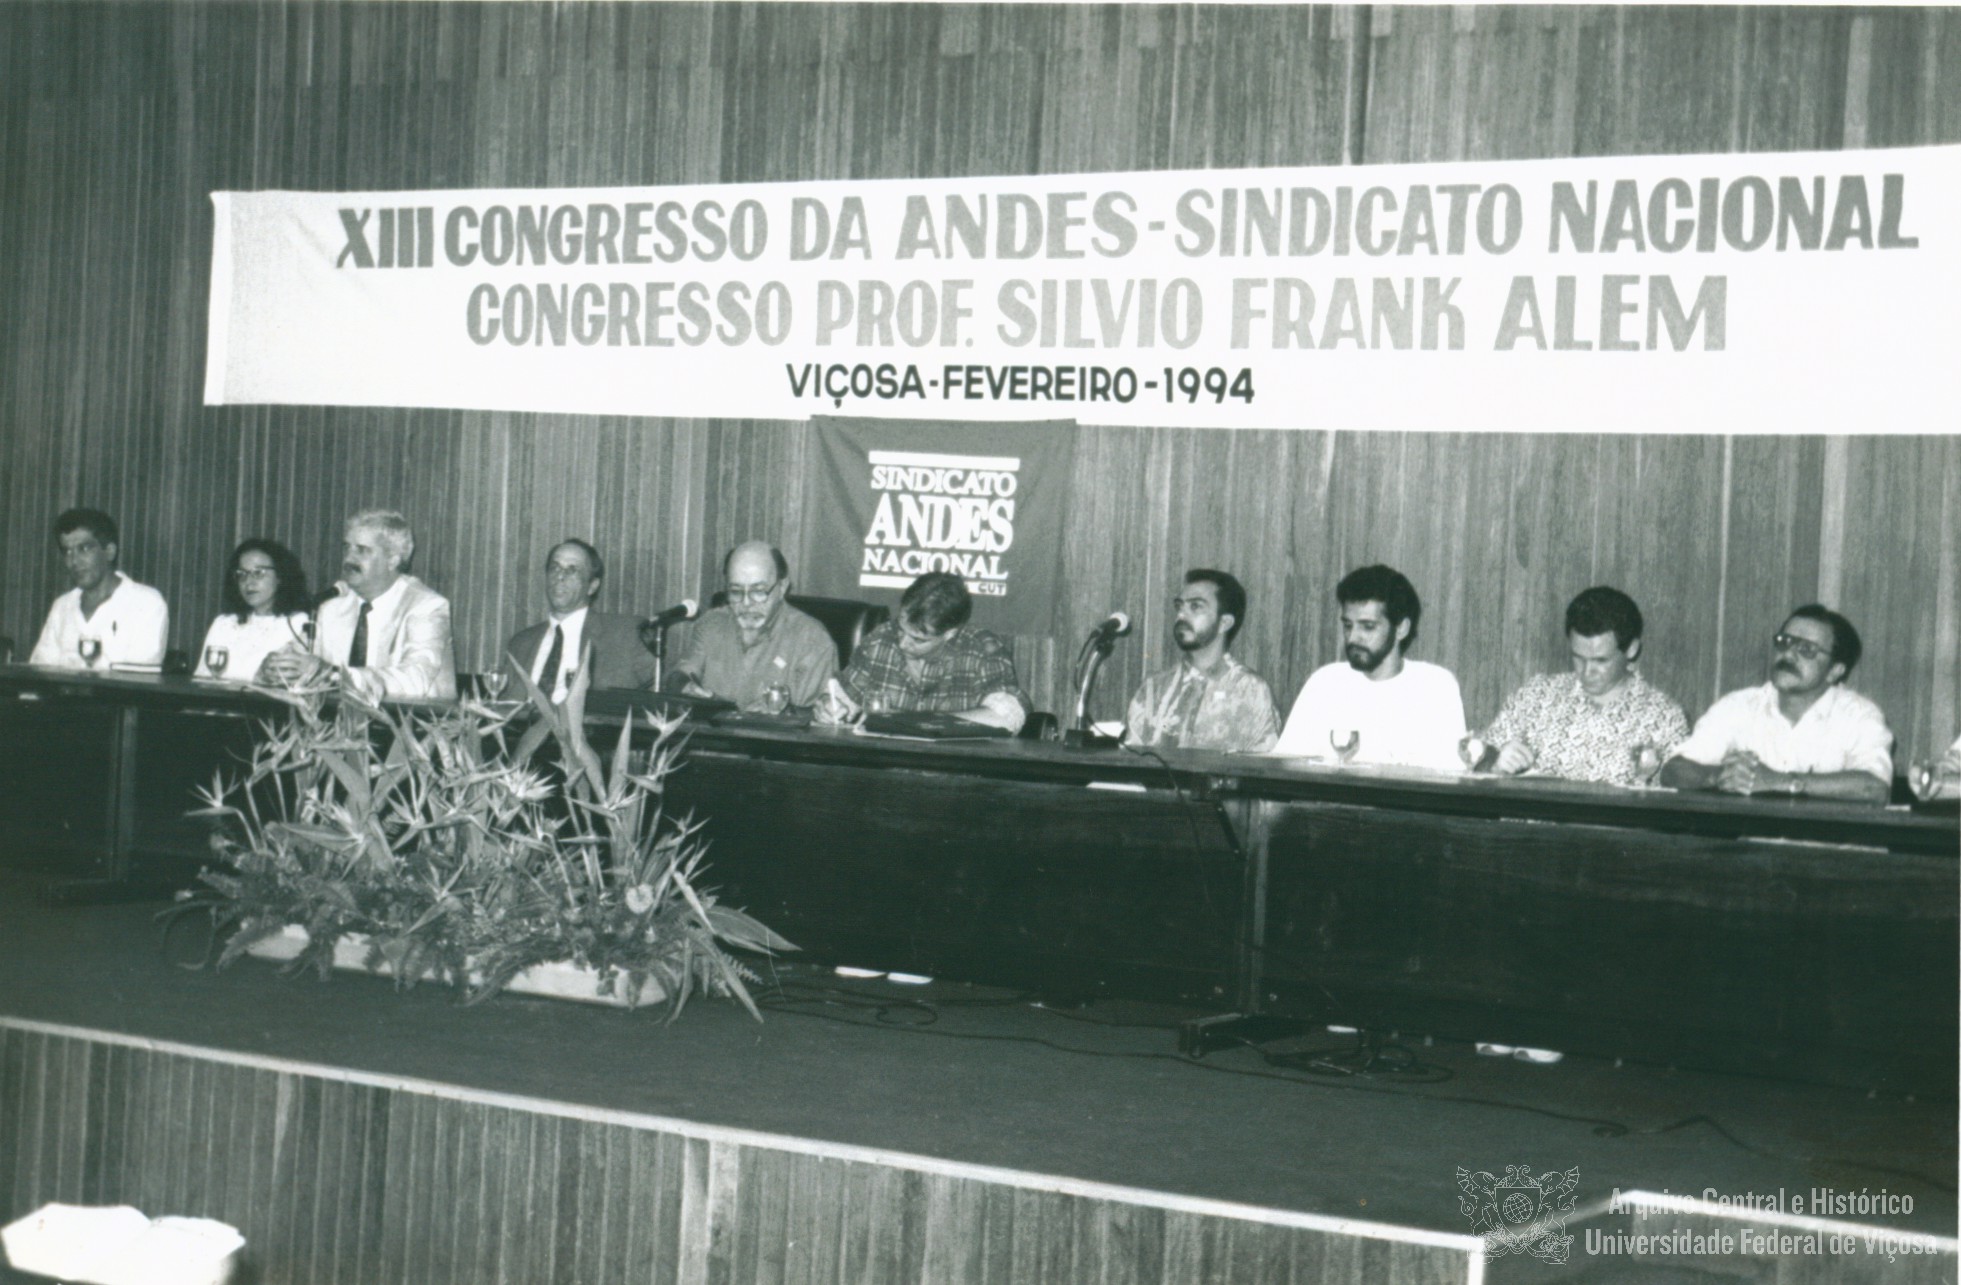 XIII CONGRESSO DA ANDES-SINDICATO NACIONAL
CONGRESSO PROF. SILVIO FRANK ALEM
VIÇOSA-FEVEREIRO-1994
SINDICATO
ANDES
NACIONAL
CUT
Arquivo Central e Histórico
Universidade Federal de Viçosa